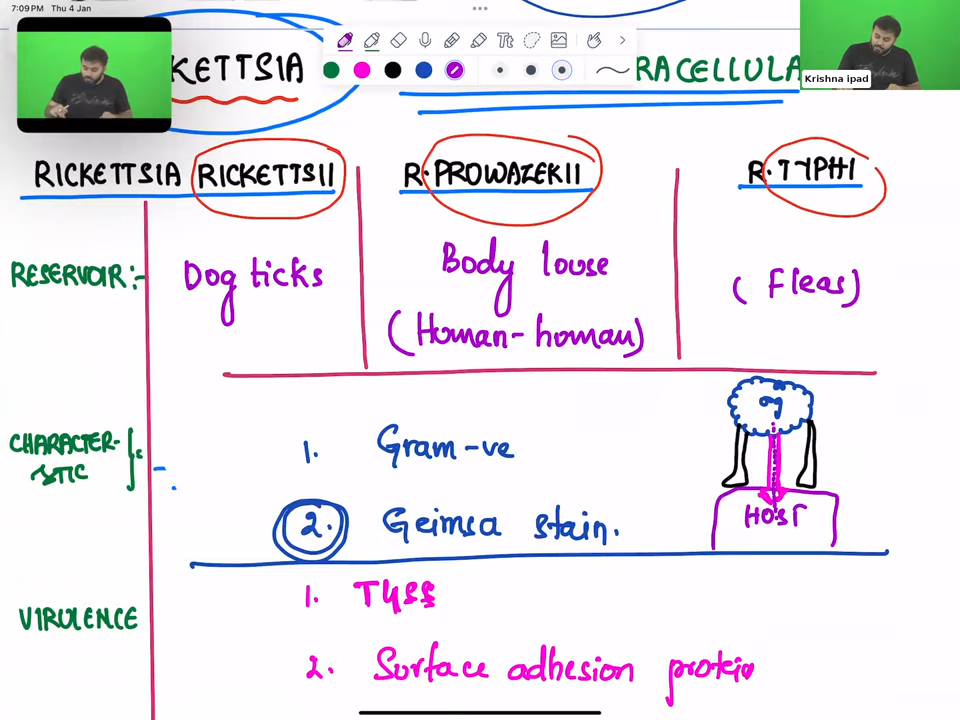 7:09 PM Thu 4 Jan
KETTSIA
RACELLULA
Krishna ipad
RICKETTSIA RICKETTSII
R. PROWAZEKII
R. TYPHI
RESERVOIR:-
Dog ticks
Body louse
(Human-human)
(Fleas)
CHARACTER-
ISTIC
1. Gram -ve
2. Geimsa stain.
HOST
VIRULENCE
1. T4SS
2. Surface adhesion protein